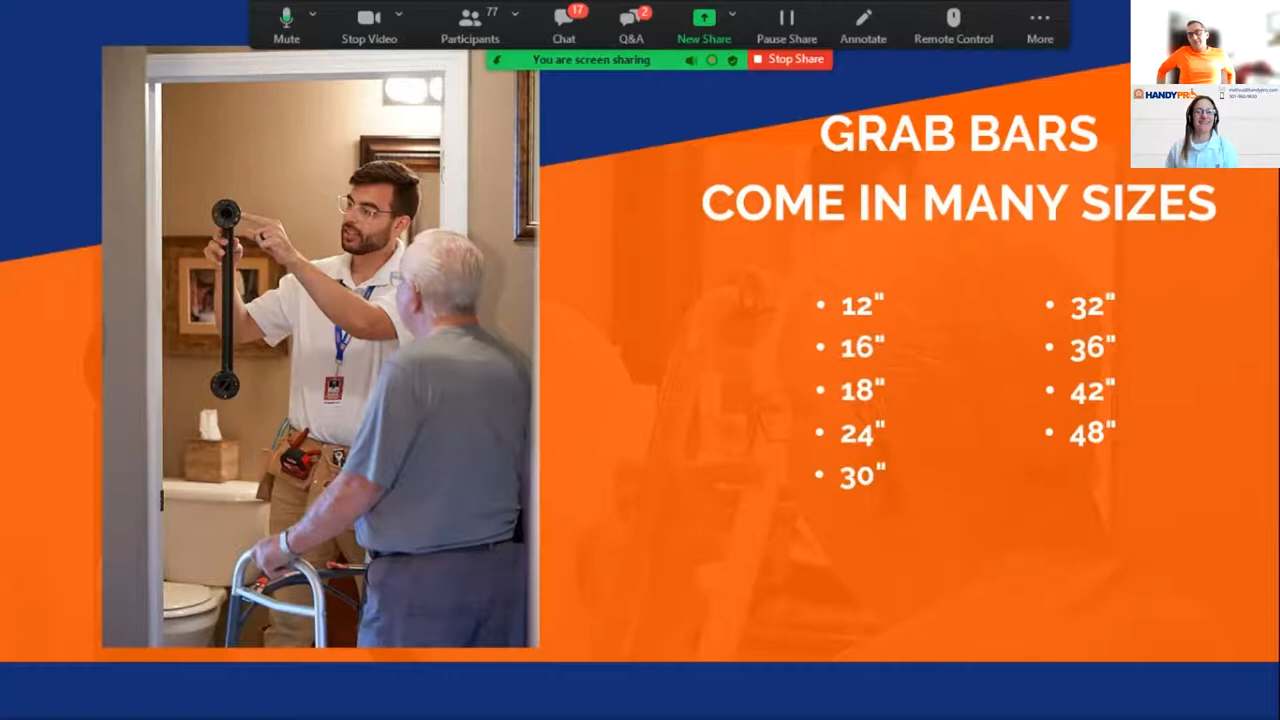 77
17
2
Mute
Stop Video
Participants
Chat
Q&A
New Share
Pause Share
Annotate
Remote Control
More
You are screen sharing
Stop Share
HANDYPRO
GRAB BARS
COME IN MANY SIZES
• 12"
• 16"
• 18"
• 24"
• 30"
• 32"
• 36"
• 42"
• 48"